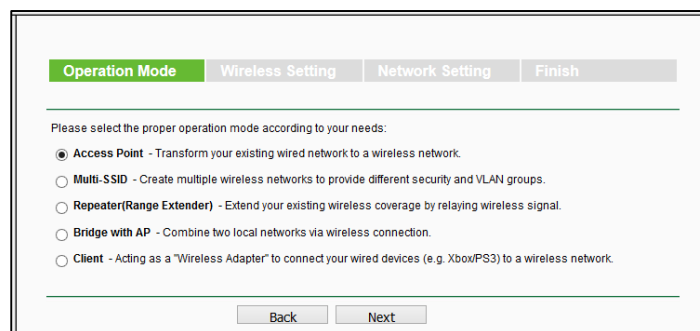 Operation Mode Wireless Setting Network Setting Finish
Please select the proper operation mode according to your needs:
Access Point - Transform your existing wired network to a wireless network.
Multi-SSID - Create multiple wireless networks to provide different security and VLAN groups.
Repeater(Range Extender) - Extend your existing wireless coverage by relaying wireless signal.
Bridge with AP - Combine two local networks via wireless connection.
Client - Acting as a "Wireless Adapter" to connect your wired devices (e.g. Xbox/PS3) to a wireless network.
Back Next